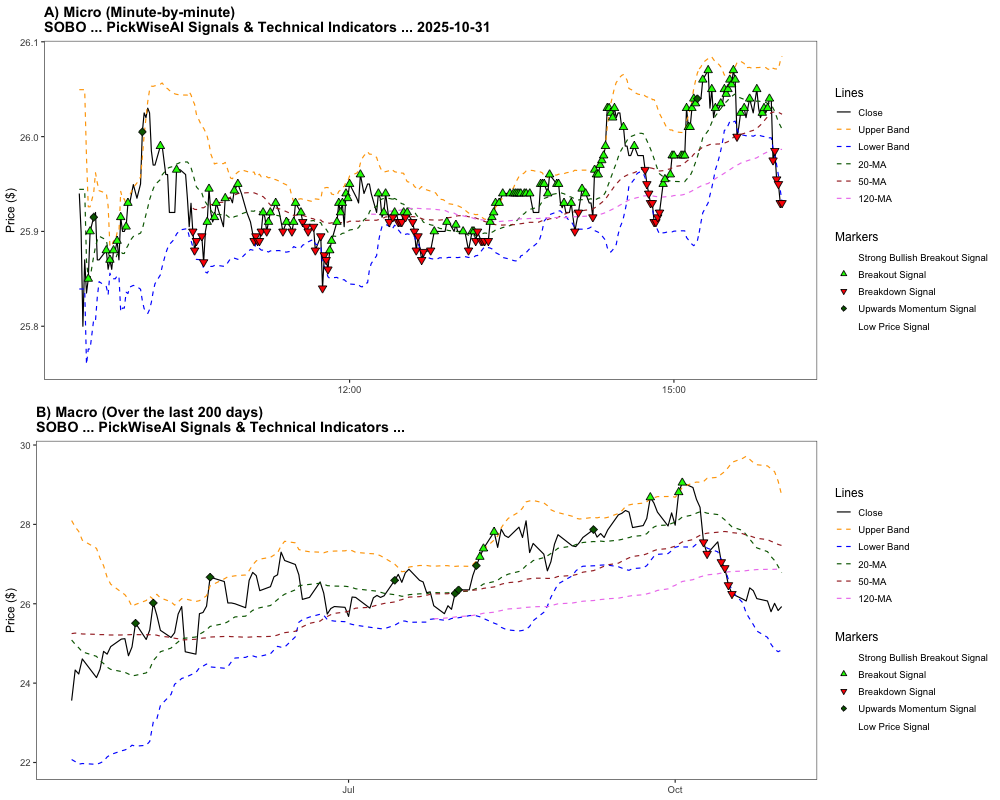 A) Micro (Minute-by-minute)
SOBO ... PickWiseAI Signals & Technical Indicators ... 2025-10-31
26.1
26.0
25.9
25.8
Price ($)
12:00
15:00
Lines
Close
Upper Band
Lower Band
20-MA
50-MA
120-MA
Markers
Strong Bullish Breakout Signal
Breakout Signal
Breakdown Signal
Upwards Momentum Signal
Low Price Signal
B) Macro (Over the last 200 days)
SOBO ... PickWiseAI Signals & Technical Indicators ...
30
28
26
24
22
Price ($)
Jul
Oct
Lines
Close
Upper Band
Lower Band
20-MA
50-MA
120-MA
Markers
Strong Bullish Breakout Signal
Breakout Signal
Breakdown Signal
Upwards Momentum Signal
Low Price Signal